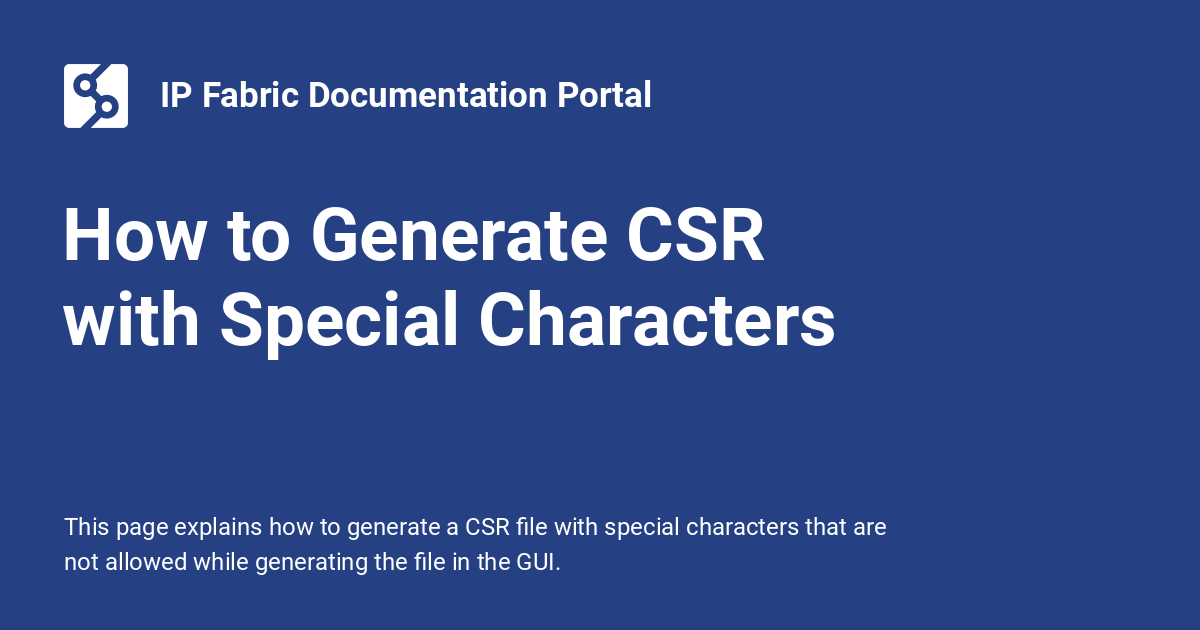 IP Fabric Documentation Portal
How to Generate CSR
with Special Characters
This page explains how to generate a CSR file with special characters that are
not allowed while generating the file in the GUI.